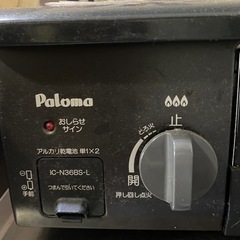 Paloma
おしらせ
サイン
アルカリ乾電池 単1×2
IC-N36BS-L
つまんで引いてください
手前
止
とろ火
開
押し回し点火